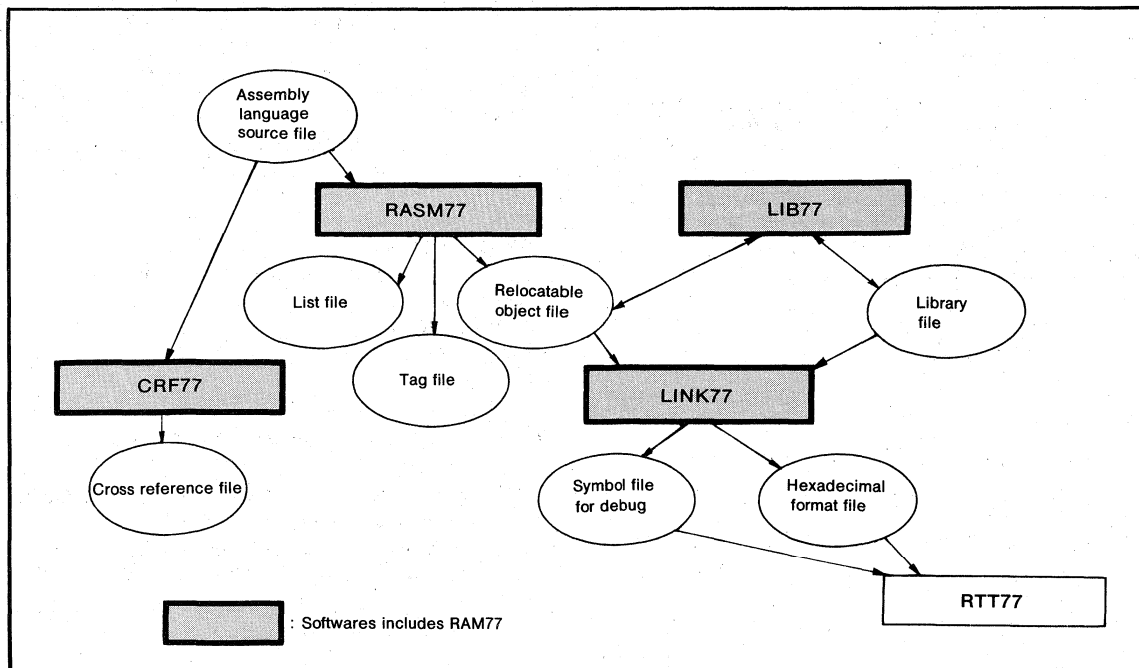 Assembly
language
source file
RASM77
LIB77
List file
Relocatable
object file
Library
file
Tag file
CRF77
LINK77
Cross reference file
Symbol file
for debug
Hexadecimal
format file
RTT77
: Softwares includes RAM77